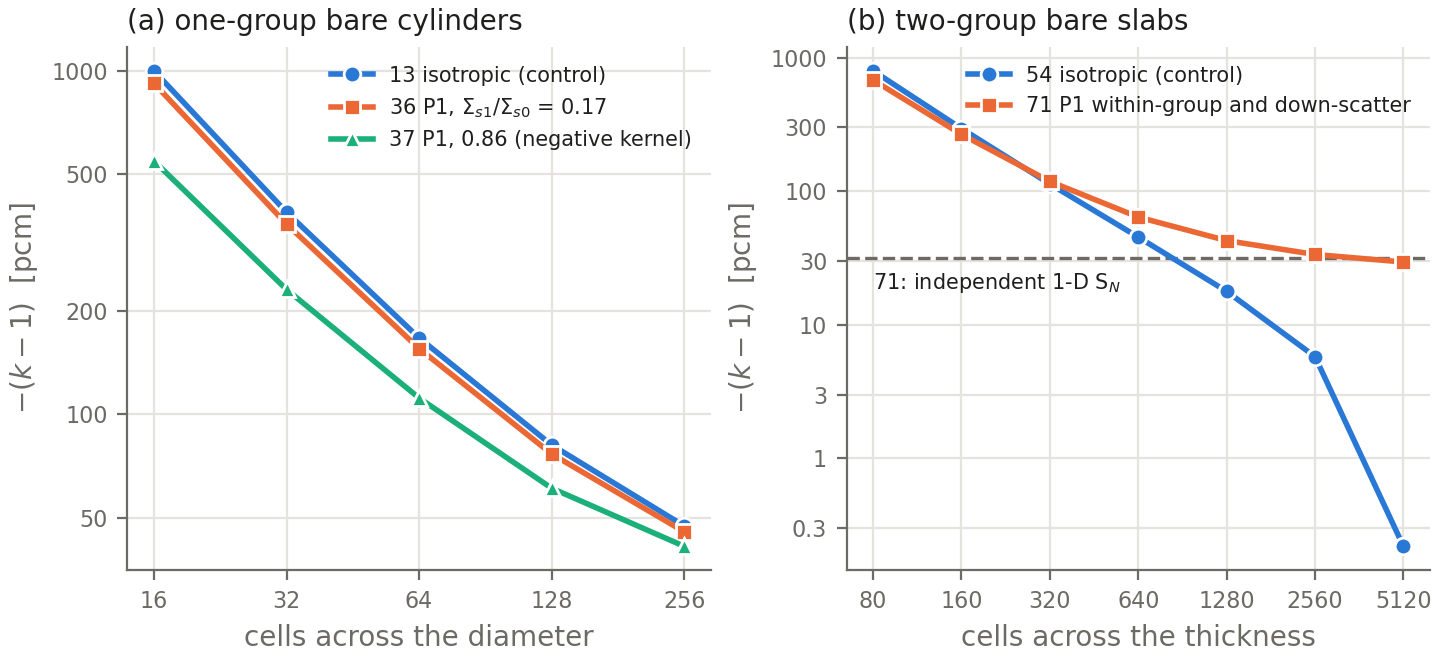 (a) one-group bare cylinders
13 isotropic (control)
36 P1, Σs1/Σs0 = 0.17
37 P1, 0.86 (negative kernel)
1000
500
200
100
50
−(k − 1) [pcm]
16 32 64 128 256
cells across the diameter
(b) two-group bare slabs
54 isotropic (control)
71 P1 within-group and down-scatter
1000
300
100
30
10
3
1
0.3
−(k − 1) [pcm]
71: independent 1-D SN
80 160 320 640 1280 2560 5120
cells across the thickness